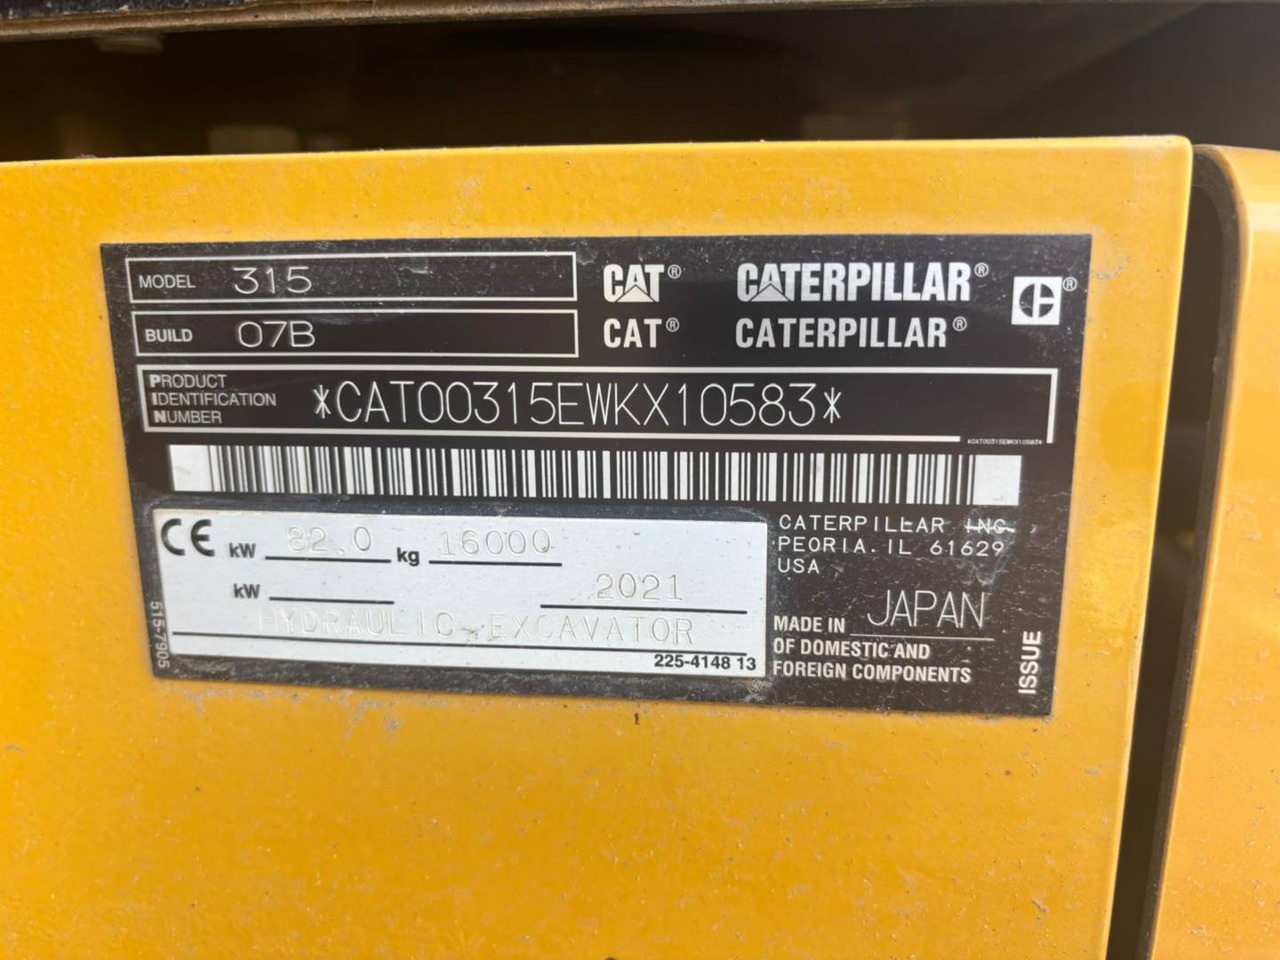 MODEL 315
BUILD 07B
CAT® CATERPILLAR® ®
CAT® CATERPILLAR®
PRODUCT
IDENTIFICATION
NUMBER
*CAT00315EWKX10583*
*CAT00315EWKX10583*
CE kW 82.0 kg 16000
kW 2021
HYDRAULIC EXCAVATOR
225-4148 13
515-7905
CATERPILLAR INC.
PEORIA. IL 61629
USA
MADE IN JAPAN
OF DOMESTIC AND
FOREIGN COMPONENTS
ISSUE